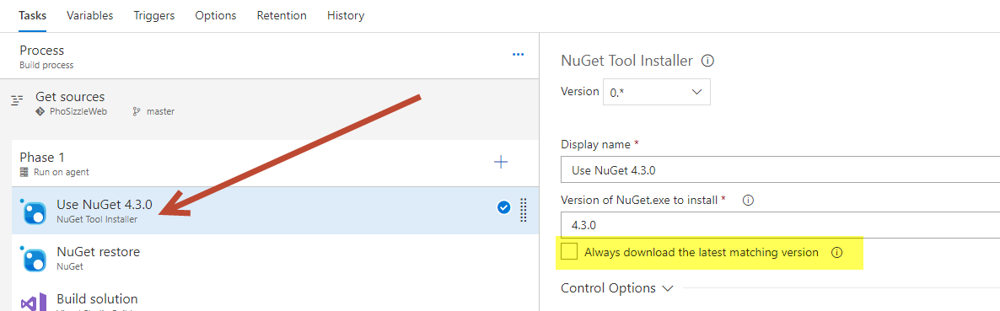 Tasks Variables Triggers Options Retention History
Process
Build process
Get sources
PhoSizzleWeb master
Phase 1
Run on agent
Use NuGet 4.3.0
NuGet Tool Installer
NuGet restore
NuGet
Build solution
NuGet Tool Installer
Version 0.*
Display name *
Use NuGet 4.3.0
Version of NuGet.exe to install *
4.3.0
Always download the latest matching version
Control Options